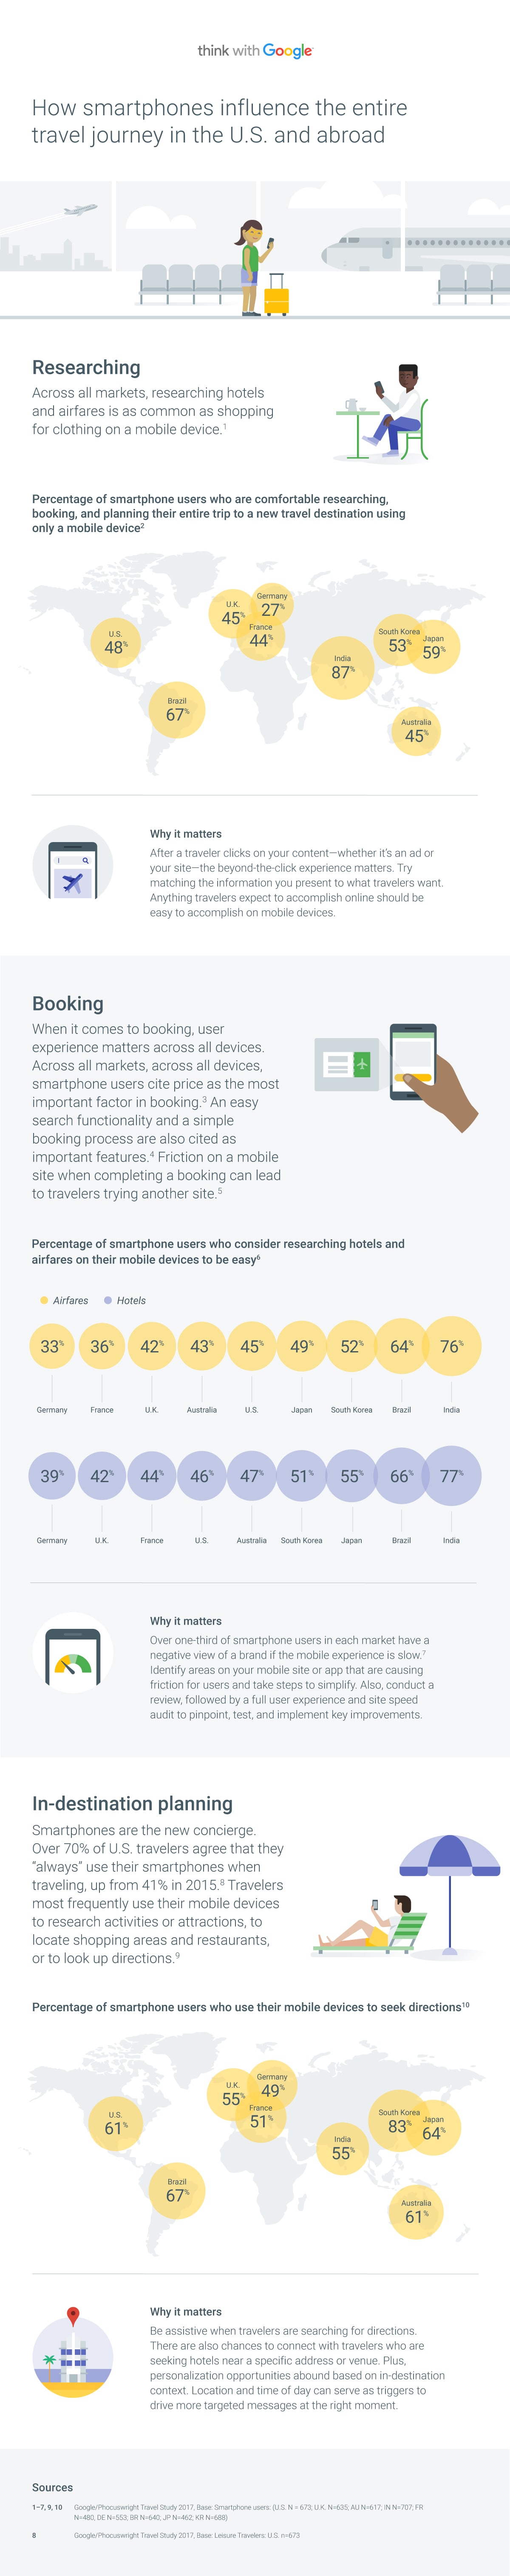 think with Google
How smartphones influence the entire
travel journey in the U.S. and abroad
Researching
Across all markets, researching hotels
and airfares is as common as shopping
for clothing on a mobile device.1
Percentage of smartphone users who are comfortable researching,
booking, and planning their entire trip to a new travel destination using
only a mobile device2
U.S.
48%
Brazil
67%
U.K.
45%
Germany
27%
France
44%
India
87%
South Korea
53%
Japan
59%
Australia
45%
Why it matters
After a traveler clicks on your content—whether it's an ad or
your site—the beyond-the-click experience matters. Try
matching the information you present to what travelers want.
Anything travelers expect to accomplish online should be
easy to accomplish on mobile devices.
Booking
When it comes to booking, user
experience matters across all devices.
Across all markets, across all devices,
smartphone users cite price as the most
important factor in booking.3 An easy
search functionality and a simple
booking process are also cited as
important features.4 Friction on a mobile
site when completing a booking can lead
to travelers trying another site.5
Percentage of smartphone users who consider researching hotels and
airfares on their mobile devices to be easy6
Airfares Hotels
33% 36% 42% 43% 45% 49% 52% 64% 76%
Germany France U.K. Australia U.S. Japan South Korea Brazil India
39% 42% 44% 46% 47% 51% 55% 66% 77%
Germany U.K. France U.S. Australia South Korea Japan Brazil India
Why it matters
Over one-third of smartphone users in each market have a
negative view of a brand if the mobile experience is slow.7
Identify areas on your mobile site or app that are causing
friction for users and take steps to simplify. Also, conduct a
review, followed by a full user experience and site speed
audit to pinpoint, test, and implement key improvements.
In-destination planning
Smartphones are the new concierge.
Over 70% of U.S. travelers agree that they
"always" use their smartphones when
traveling, up from 41% in 2015.8 Travelers
most frequently use their mobile devices
to research activities or attractions, to
locate shopping areas and restaurants,
or to look up directions.9
Percentage of smartphone users who use their mobile devices to seek directions10
U.S.
61%
Brazil
67%
U.K.
55%
Germany
49%
France
51%
India
55%
South Korea
83%
Japan
64%
Australia
61%
Why it matters
Be assistive when travelers are searching for directions.
There are also chances to connect with travelers who are
seeking hotels near a specific address or venue. Plus,
personalization opportunities abound based on in-destination
context. Location and time of day can serve as triggers to
drive more targeted messages at the right moment.
Sources
1–7, 9, 10 Google/Phocuswright Travel Study 2017, Base: Smartphone users: (U.S. N = 673; U.K. N=635; AU N=617; IN N=707; FR
N=480, DE N=553; BR N=640; JP N=462; KR N=688)
8 Google/Phocuswright Travel Study 2017, Base: Leisure Travelers: U.S. n=673